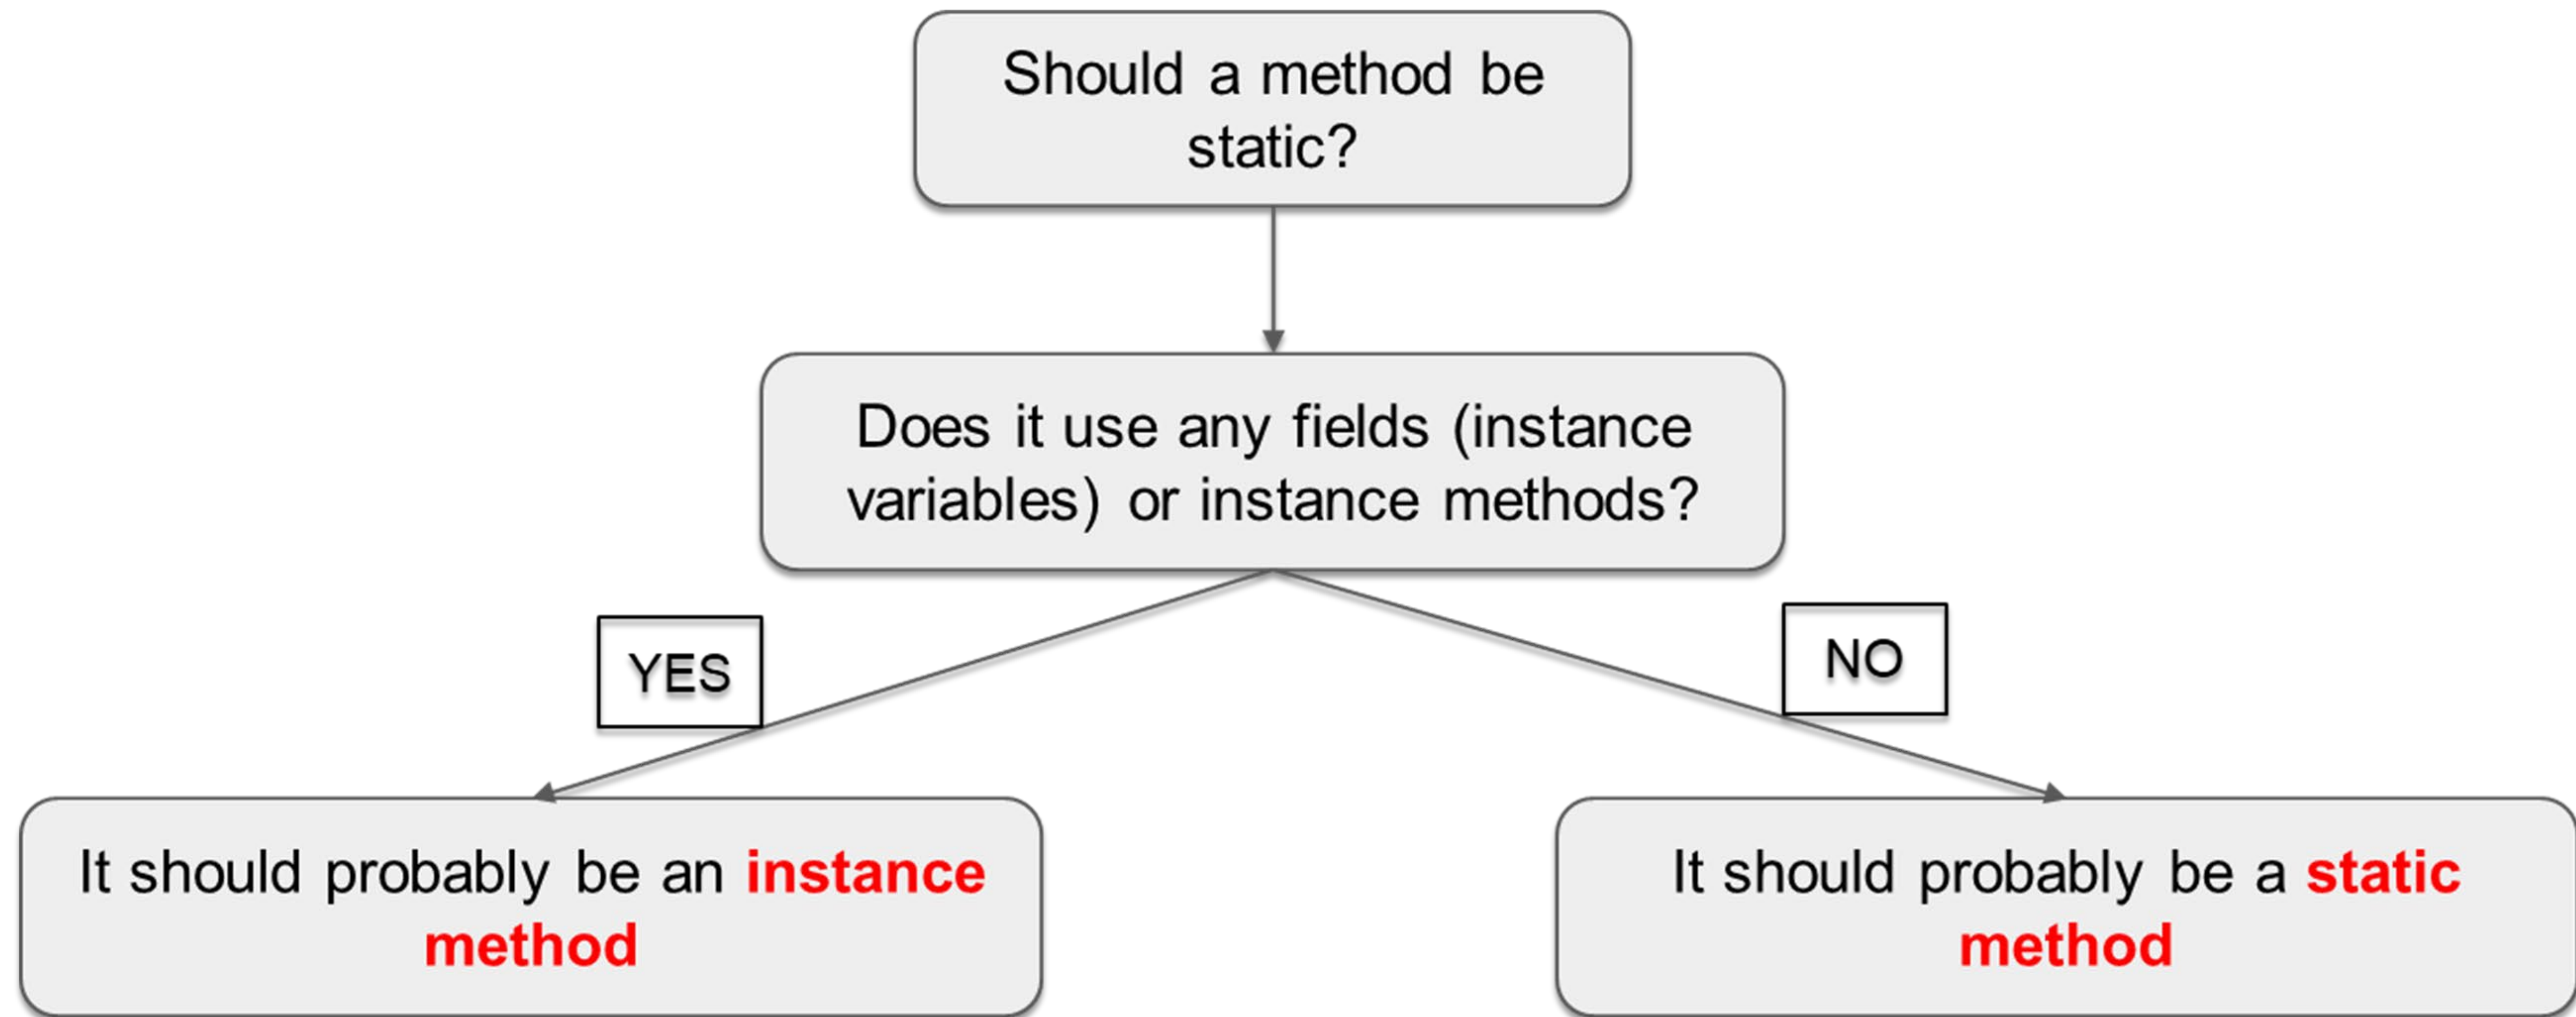 Should a method be
static?
Does it use any fields (instance
variables) or instance methods?
YES
NO
It should probably be an instance
method
It should probably be a static
method